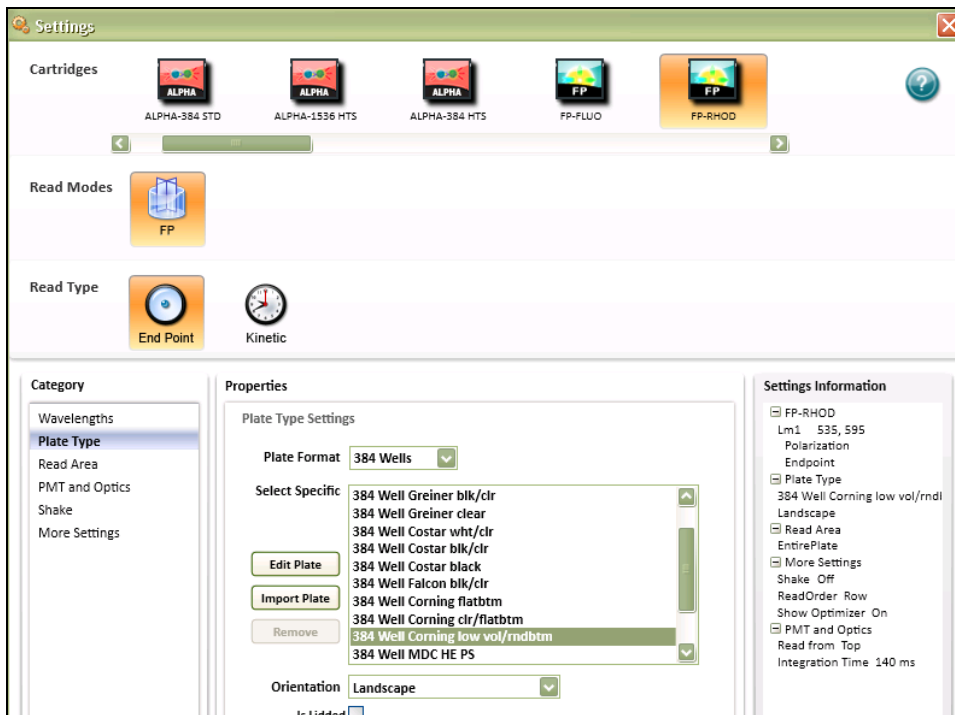 Settings
Cartridges
ALPHA ALPHA ALPHA FP FP
ALPHA-384 STD ALPHA-1536 HTS ALPHA-384 HTS FP-FLUO FP-RHOD
?
Read Modes
FP
Read Type
End Point Kinetic
Category
Wavelengths
Plate Type
Read Area
PMT and Optics
Shake
More Settings
Properties
Plate Type Settings
Plate Format 384 Wells
Select Specific
384 Well Greiner blk/clr
384 Well Greiner clear
384 Well Costar wht/clr
384 Well Costar blk/clr
384 Well Costar black
384 Well Falcon blk/clr
384 Well Corning flatbtm
384 Well Corning clr/flatbtm
384 Well Corning low vol/rndbtm
384 Well MDC HE PS
Edit Plate
Import Plate
Remove
Orientation Landscape
Is Lidded
Settings Information
FP-RHOD
Lm1 535, 595
Polarization
Endpoint
Plate Type
384 Well Corning low vol/rndl
Landscape
Read Area
EntirePlate
More Settings
Shake Off
ReadOrder Row
Show Optimizer On
PMT and Optics
Read from Top
Integration Time 140 ms